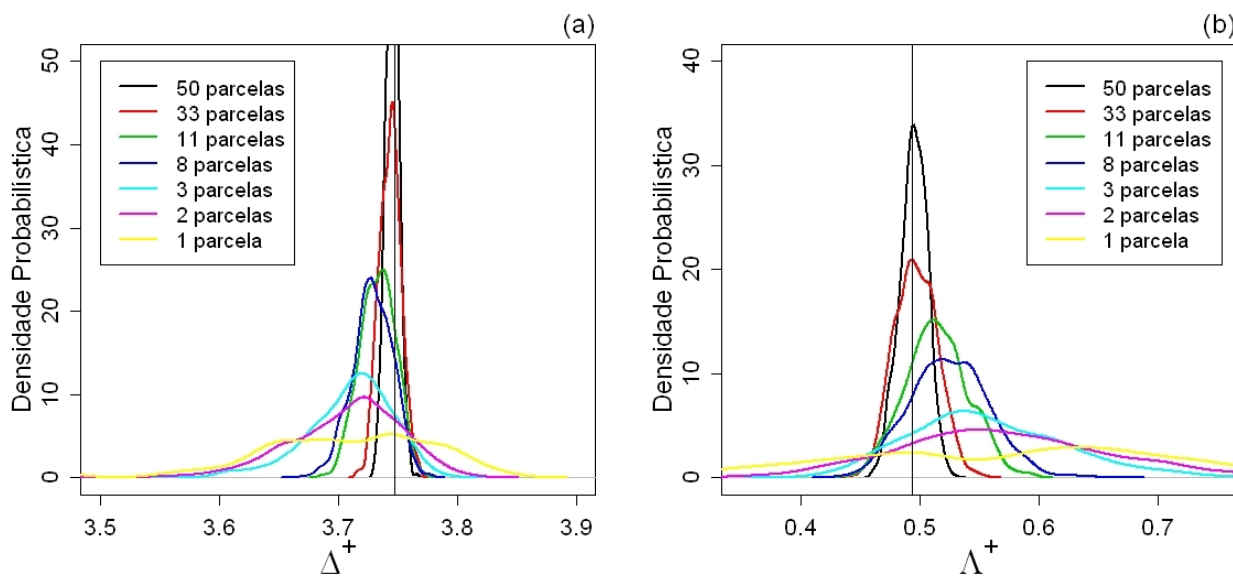 (a)
Densidade Probabilística
50
40
30
20
10
0
50 parcelas
33 parcelas
11 parcelas
8 parcelas
3 parcelas
2 parcelas
1 parcela
3.5 3.6 3.7 3.8 3.9
Δ+
(b)
Densidade Probabilística
40
30
20
10
0
50 parcelas
33 parcelas
11 parcelas
8 parcelas
3 parcelas
2 parcelas
1 parcela
0.4 0.5 0.6 0.7
Λ+